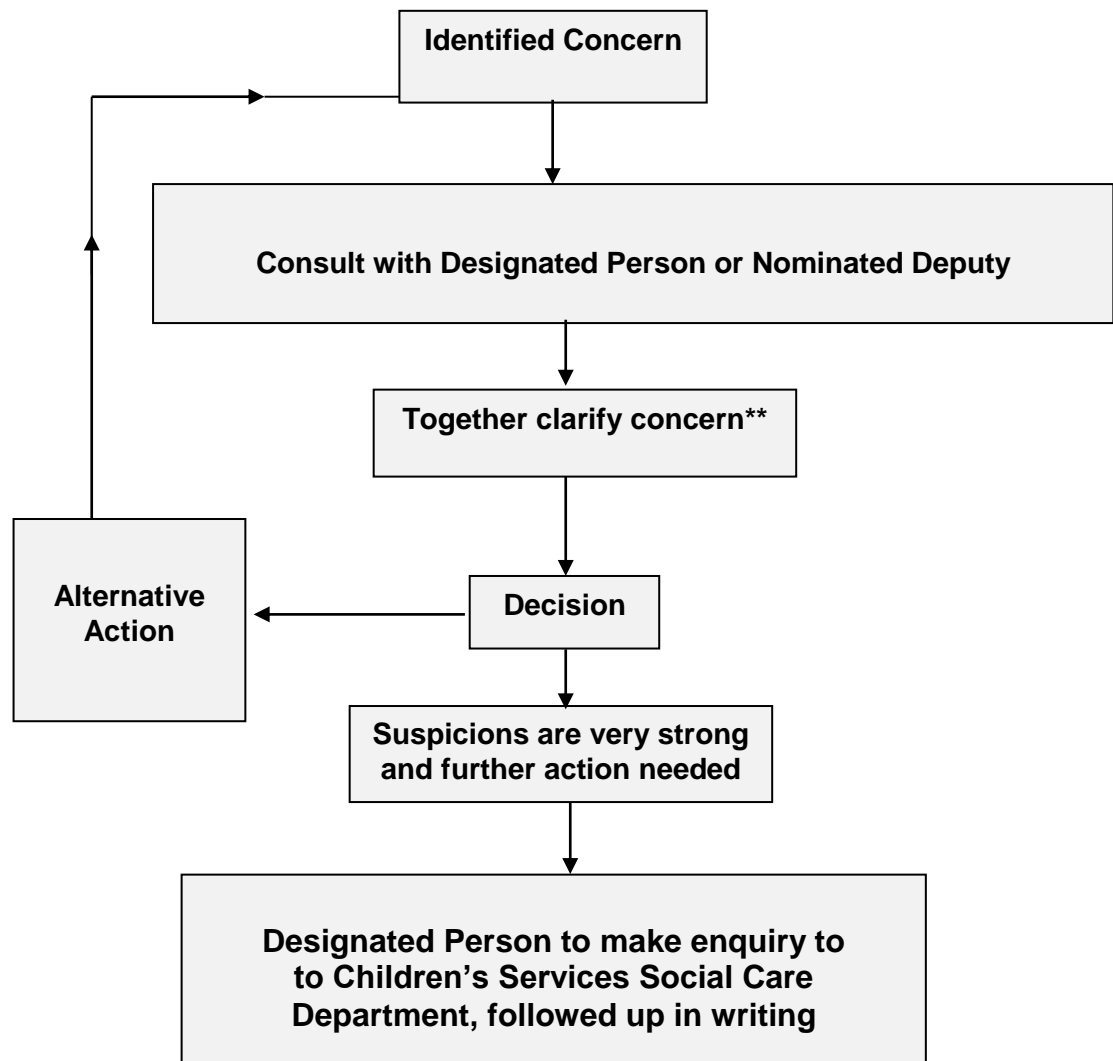 Identified Concern
Consult with Designated Person or Nominated Deputy
Together clarify concern**
Alternative
Action
Decision
Suspicions are very strong
and further action needed
Designated Person to make enquiry to
to Children’s Services Social Care
Department, followed up in writing